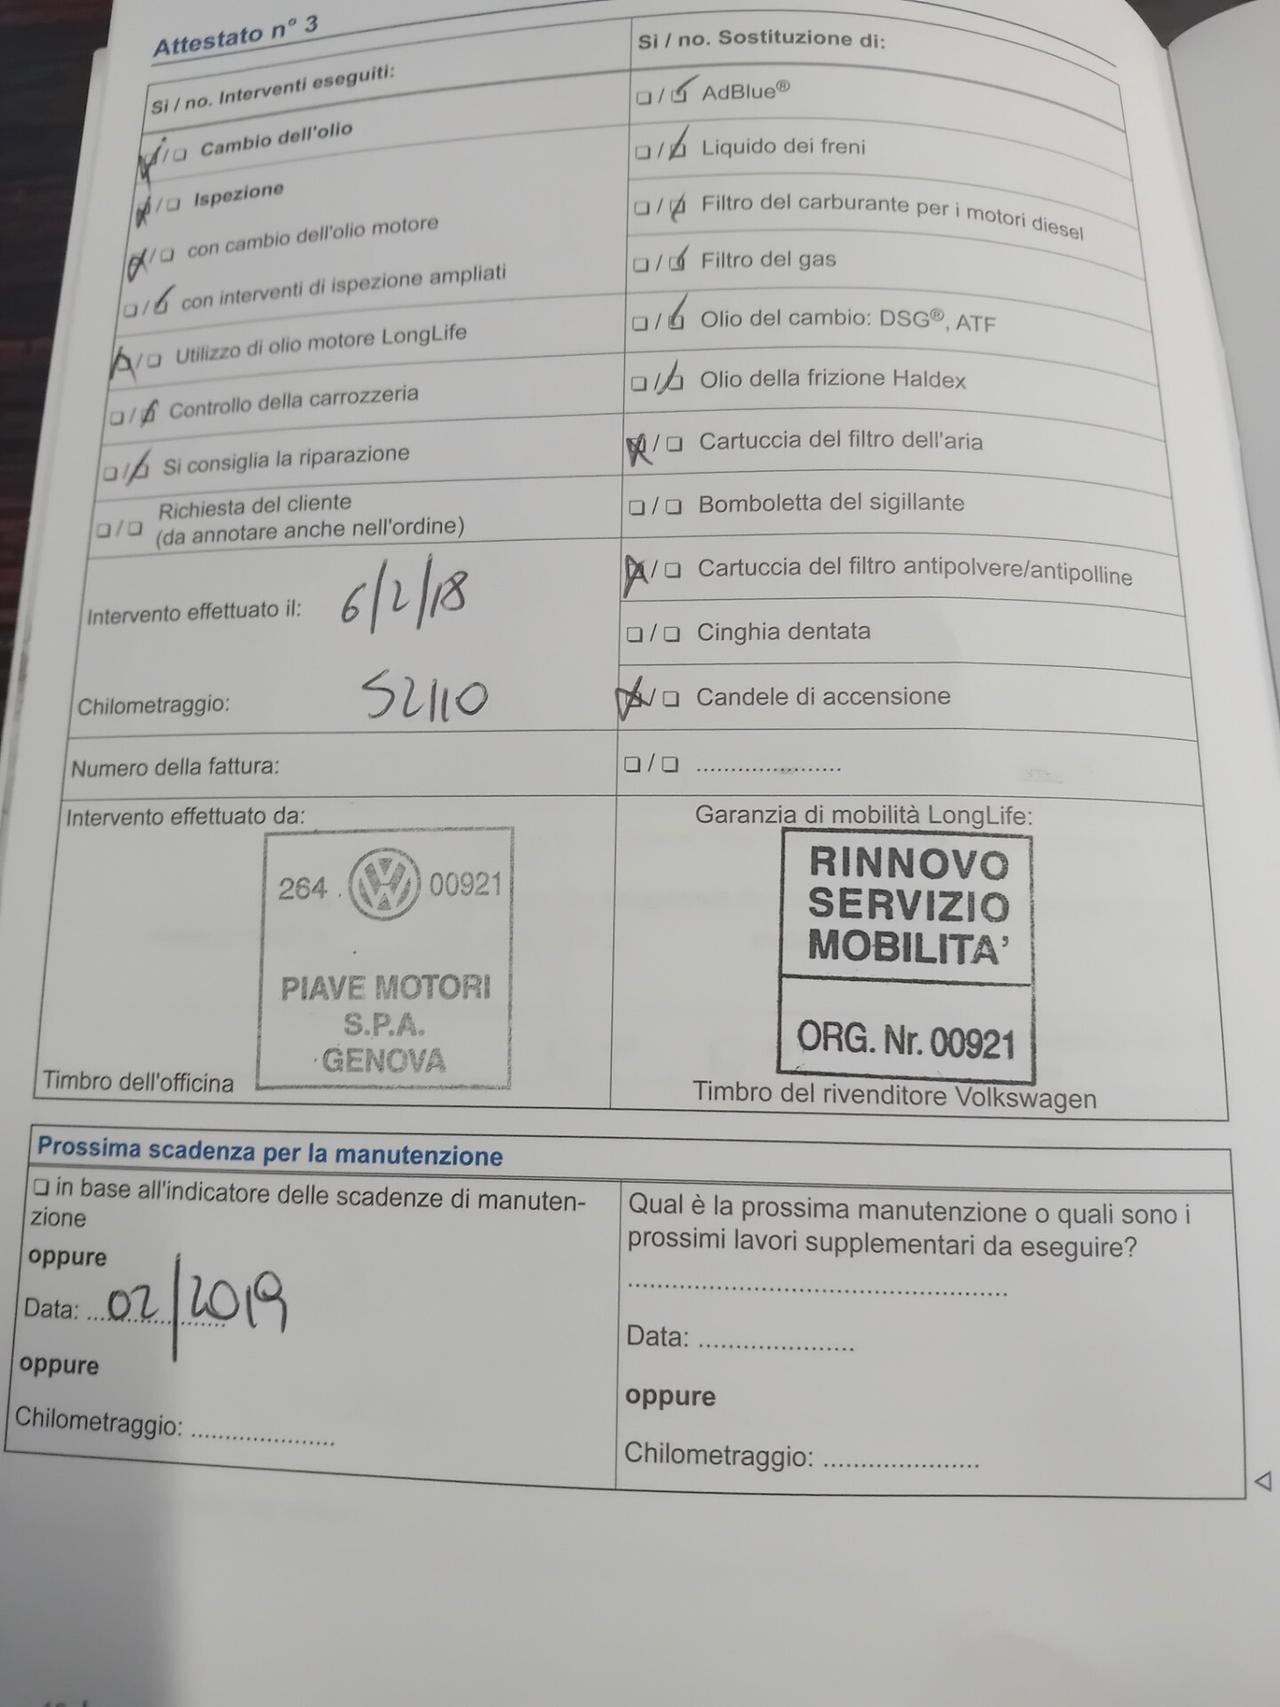 Attestato n° 3
Si / no. Interventi eseguiti:
❏ / ❏ Cambio dell'olio
❏ / ❏ Ispezione
❏ / ❏ con cambio dell'olio motore
❏ / ❏ con interventi di ispezione ampliati
❏ / ❏ Utilizzo di olio motore LongLife
❏ / ❏ Controllo della carrozzeria
❏ / ❏ Si consiglia la riparazione
❏ / ❏ Richiesta del cliente
(da annotare anche nell'ordine)
Intervento effettuato il: 6/2/18
Chilometraggio: 52110
Numero della fattura:
Si / no. Sostituzione di:
❏ / ❏ AdBlue®
❏ / ❏ Liquido dei freni
❏ / ❏ Filtro del carburante per i motori diesel
❏ / ❏ Filtro del gas
❏ / ❏ Olio del cambio: DSG®, ATF
❏ / ❏ Olio della frizione Haldex
❏ / ❏ Cartuccia del filtro dell'aria
❏ / ❏ Bomboletta del sigillante
❏ / ❏ Cartuccia del filtro antipolvere/antipolline
❏ / ❏ Cinghia dentata
❏ / ❏ Candele di accensione
❏ / ❏ .....................
Intervento effettuato da:
264 . VW 00921
PIAVE MOTORI
S.P.A.
GENOVA
Timbro dell'officina
Garanzia di mobilità LongLife:
RINNOVO
SERVIZIO
MOBILITA'
ORG. Nr. 00921
Timbro del rivenditore Volkswagen
Prossima scadenza per la manutenzione
❏ in base all'indicatore delle scadenze di manuten-
zione
oppure
Data: 02/2019
oppure
Chilometraggio: .....................
Qual è la prossima manutenzione o quali sono i
prossimi lavori supplementari da eseguire?
...................................................
Data: .....................
oppure
Chilometraggio: .....................